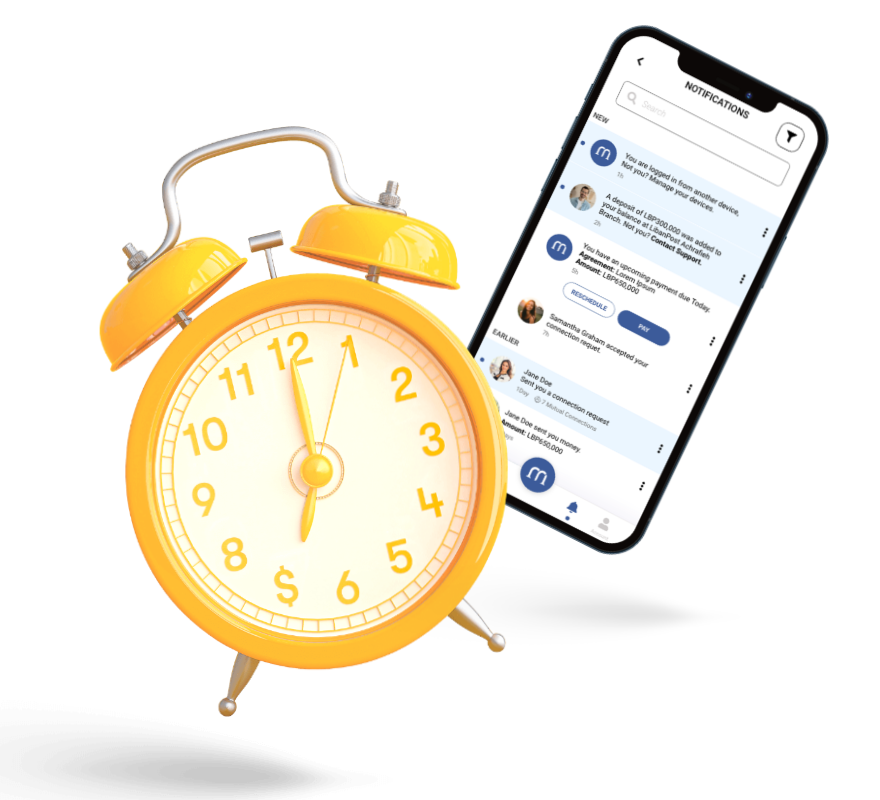 12
1
2
3
4
5
6
$
8
9
10
11
NOTIFICATIONS
Search
NEW
m
You are logged in from another device.
Not you? Manage your devices.
1h
A deposit of LBP300,000 was added to
your balance at LibanPost Achrafieh
Branch. Not you? Contact Support.
2h
m
You have an upcoming payment due Today.
Agreement: Lorem Ipsum
Amount: LBP650,000
5h
RESCHEDULE
PAY
Samantha Graham accepted your
connection requet.
7h
EARLIER
Jane Doe
Sent you a connection request
1Day 7 Mutual Connections
Jane Doe sent you money.
Amount: LBP650,000
m